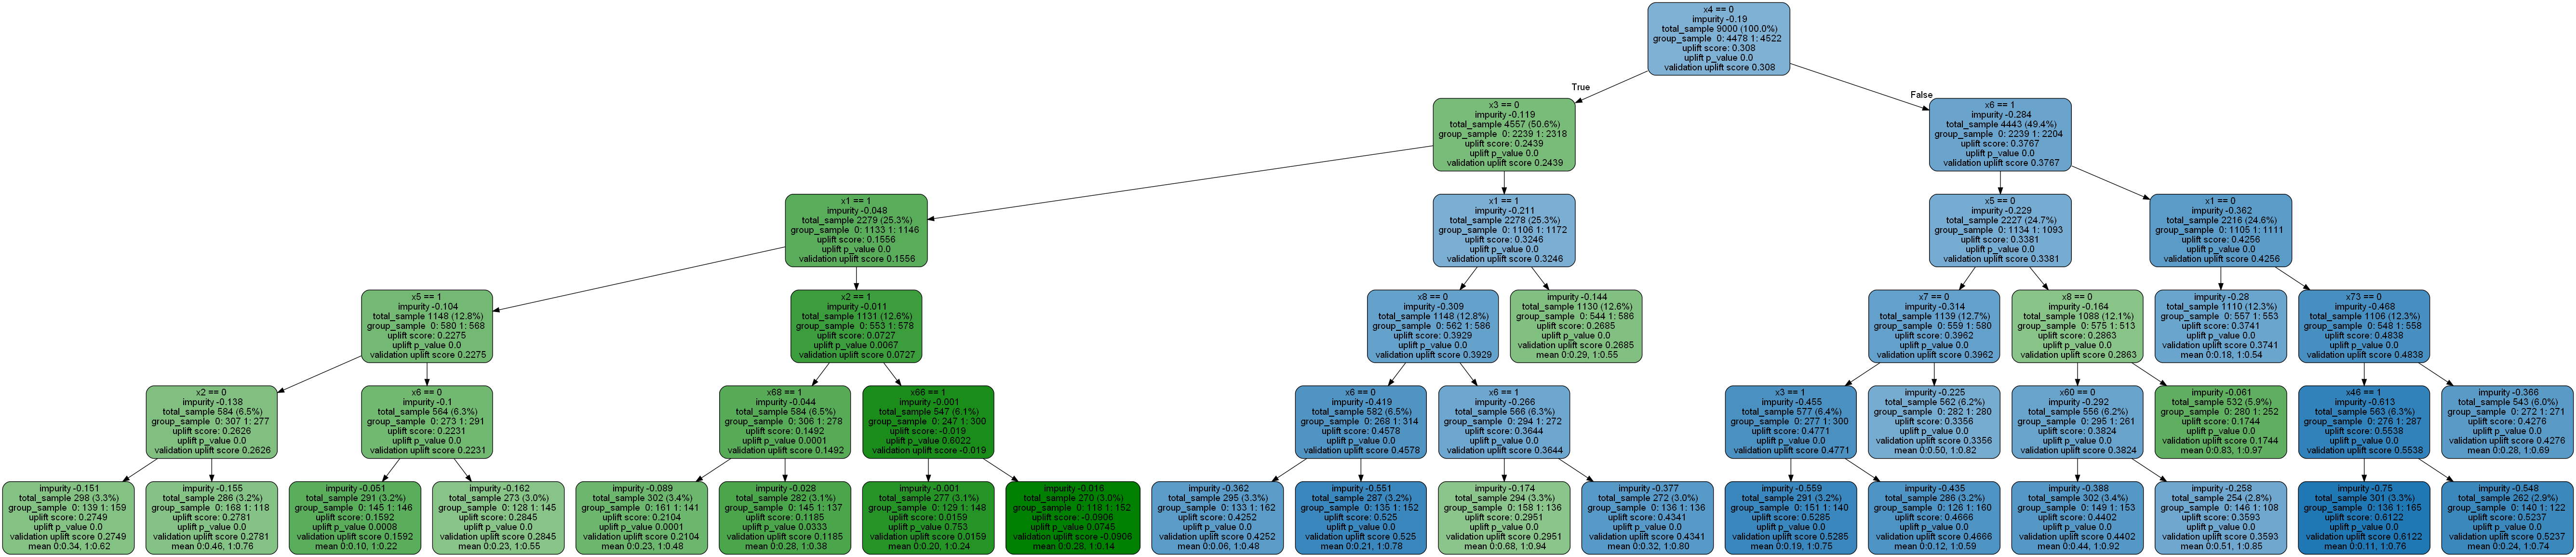 x4 == 0
impurity -0.19
total_sample 9000 (100.0%)
group_sample 0: 4478 1: 4522
uplift score: 0.308
uplift p_value 0.0
validation uplift score 0.308
True
False
x3 == 0
impurity -0.119
total_sample 4557 (50.6%)
group_sample 0: 2239 1: 2318
uplift score: 0.2439
uplift p_value 0.0
validation uplift score 0.2439
x6 == 1
impurity -0.284
total_sample 4443 (49.4%)
group_sample 0: 2239 1: 2204
uplift score: 0.3767
uplift p_value 0.0
validation uplift score 0.3767
x1 == 1
impurity -0.048
total_sample 2279 (25.3%)
group_sample 0: 1133 1: 1146
uplift score: 0.1556
uplift p_value 0.0
validation uplift score 0.1556
x1 == 1
impurity -0.211
total_sample 2278 (25.3%)
group_sample 0: 1106 1: 1172
uplift score: 0.3246
uplift p_value 0.0
validation uplift score 0.3246
x5 == 0
impurity -0.229
total_sample 2227 (24.7%)
group_sample 0: 1134 1: 1093
uplift score: 0.3381
uplift p_value 0.0
validation uplift score 0.3381
x1 == 0
impurity -0.362
total_sample 2216 (24.6%)
group_sample 0: 1105 1: 1111
uplift score: 0.4256
uplift p_value 0.0
validation uplift score 0.4256
x5 == 1
impurity -0.104
total_sample 1148 (12.8%)
group_sample 0: 580 1: 568
uplift score: 0.2275
uplift p_value 0.0
validation uplift score 0.2275
x2 == 1
impurity -0.011
total_sample 1131 (12.6%)
group_sample 0: 553 1: 578
uplift score: 0.0727
uplift p_value 0.0067
validation uplift score 0.0727
x8 == 0
impurity -0.309
total_sample 1148 (12.8%)
group_sample 0: 562 1: 586
uplift score: 0.3929
uplift p_value 0.0
validation uplift score 0.3929
impurity -0.144
total_sample 1130 (12.6%)
group_sample 0: 544 1: 586
uplift score: 0.2685
uplift p_value 0.0
validation uplift score 0.2685
mean 0:0.29, 1:0.55
x7 == 0
impurity -0.314
total_sample 1139 (12.7%)
group_sample 0: 559 1: 580
uplift score: 0.3962
uplift p_value 0.0
validation uplift score 0.3962
x8 == 0
impurity -0.164
total_sample 1088 (12.1%)
group_sample 0: 575 1: 513
uplift score: 0.2863
uplift p_value 0.0
validation uplift score 0.2863
impurity -0.28
total_sample 1110 (12.3%)
group_sample 0: 557 1: 553
uplift score: 0.3741
uplift p_value 0.0
validation uplift score 0.3741
mean 0:0.18, 1:0.54
x73 == 0
impurity -0.468
total_sample 1106 (12.3%)
group_sample 0: 548 1: 558
uplift score: 0.4838
uplift p_value 0.0
validation uplift score 0.4838
x2 == 0
impurity -0.138
total_sample 584 (6.5%)
group_sample 0: 307 1: 277
uplift score: 0.2626
uplift p_value 0.0
validation uplift score 0.2626
x6 == 0
impurity -0.1
total_sample 564 (6.3%)
group_sample 0: 273 1: 291
uplift score: 0.2231
uplift p_value 0.0
validation uplift score 0.2231
x68 == 1
impurity -0.044
total_sample 584 (6.5%)
group_sample 0: 306 1: 278
uplift score: 0.1492
uplift p_value 0.0001
validation uplift score 0.1492
x66 == 1
impurity -0.001
total_sample 547 (6.1%)
group_sample 0: 247 1: 300
uplift score: -0.019
uplift p_value 0.6022
validation uplift score -0.019
x6 == 0
impurity -0.419
total_sample 582 (6.5%)
group_sample 0: 268 1: 314
uplift score: 0.4578
uplift p_value 0.0
validation uplift score 0.4578
x6 == 1
impurity -0.266
total_sample 566 (6.3%)
group_sample 0: 294 1: 272
uplift score: 0.3644
uplift p_value 0.0
validation uplift score 0.3644
x3 == 1
impurity -0.455
total_sample 577 (6.4%)
group_sample 0: 277 1: 300
uplift score: 0.4771
uplift p_value 0.0
validation uplift score 0.4771
impurity -0.225
total_sample 562 (6.2%)
group_sample 0: 282 1: 280
uplift score: 0.3356
uplift p_value 0.0
validation uplift score 0.3356
mean 0:0.50, 1:0.82
x60 == 0
impurity -0.292
total_sample 556 (6.2%)
group_sample 0: 295 1: 261
uplift score: 0.3824
uplift p_value 0.0
validation uplift score 0.3824
impurity -0.061
total_sample 532 (5.9%)
group_sample 0: 280 1: 252
uplift score: 0.1744
uplift p_value 0.0
validation uplift score 0.1744
mean 0:0.83, 1:0.97
x46 == 1
impurity -0.613
total_sample 563 (6.3%)
group_sample 0: 276 1: 287
uplift score: 0.5538
uplift p_value 0.0
validation uplift score 0.5538
impurity -0.366
total_sample 543 (6.0%)
group_sample 0: 272 1: 271
uplift score: 0.4276
uplift p_value 0.0
validation uplift score 0.4276
mean 0:0.28, 1:0.69
impurity -0.151
total_sample 298 (3.3%)
group_sample 0: 139 1: 159
uplift score: 0.2749
uplift p_value 0.0
validation uplift score 0.2749
mean 0:0.34, 1:0.62
impurity -0.155
total_sample 286 (3.2%)
group_sample 0: 168 1: 118
uplift score: 0.2781
uplift p_value 0.0
validation uplift score 0.2781
mean 0:0.46, 1:0.76
impurity -0.051
total_sample 291 (3.2%)
group_sample 0: 145 1: 146
uplift score: 0.1592
uplift p_value 0.0008
validation uplift score 0.1592
mean 0:0.10, 1:0.22
impurity -0.162
total_sample 273 (3.0%)
group_sample 0: 128 1: 145
uplift score: 0.2845
uplift p_value 0.0
validation uplift score 0.2845
mean 0:0.23, 1:0.55
impurity -0.089
total_sample 302 (3.4%)
group_sample 0: 161 1: 141
uplift score: 0.2104
uplift p_value 0.0001
validation uplift score 0.2104
mean 0:0.23, 1:0.48
impurity -0.028
total_sample 282 (3.1%)
group_sample 0: 145 1: 137
uplift score: 0.1185
uplift p_value 0.0333
validation uplift score 0.1185
mean 0:0.28, 1:0.38
impurity -0.001
total_sample 277 (3.1%)
group_sample 0: 129 1: 148
uplift score: 0.0159
uplift p_value 0.753
validation uplift score 0.0159
mean 0:0.20, 1:0.24
impurity -0.016
total_sample 270 (3.0%)
group_sample 0: 118 1: 152
uplift score: -0.0906
uplift p_value 0.0745
validation uplift score -0.0906
mean 0:0.28, 1:0.14
impurity -0.362
total_sample 295 (3.3%)
group_sample 0: 133 1: 162
uplift score: 0.4252
uplift p_value 0.0
validation uplift score 0.4252
mean 0:0.06, 1:0.48
impurity -0.551
total_sample 287 (3.2%)
group_sample 0: 135 1: 152
uplift score: 0.525
uplift p_value 0.0
validation uplift score 0.525
mean 0:0.21, 1:0.78
impurity -0.174
total_sample 294 (3.3%)
group_sample 0: 158 1: 136
uplift score: 0.2951
uplift p_value 0.0
validation uplift score 0.2951
mean 0:0.68, 1:0.94
impurity -0.377
total_sample 272 (3.0%)
group_sample 0: 136 1: 136
uplift score: 0.4341
uplift p_value 0.0
validation uplift score 0.4341
mean 0:0.32, 1:0.80
impurity -0.559
total_sample 291 (3.2%)
group_sample 0: 151 1: 140
uplift score: 0.5285
uplift p_value 0.0
validation uplift score 0.5285
mean 0:0.19, 1:0.75
impurity -0.435
total_sample 286 (3.2%)
group_sample 0: 126 1: 160
uplift score: 0.4666
uplift p_value 0.0
validation uplift score 0.4666
mean 0:0.12, 1:0.59
impurity -0.388
total_sample 302 (3.4%)
group_sample 0: 149 1: 153
uplift score: 0.4402
uplift p_value 0.0
validation uplift score 0.4402
mean 0:0.44, 1:0.92
impurity -0.258
total_sample 254 (2.8%)
group_sample 0: 146 1: 108
uplift score: 0.3593
uplift p_value 0.0
validation uplift score 0.3593
mean 0:0.51, 1:0.85
impurity -0.75
total_sample 301 (3.3%)
group_sample 0: 136 1: 165
uplift score: 0.6122
uplift p_value 0.0
validation uplift score 0.6122
mean 0:0.11, 1:0.76
impurity -0.548
total_sample 262 (2.9%)
group_sample 0: 140 1: 122
uplift score: 0.5237
uplift p_value 0.0
validation uplift score 0.5237
mean 0:0.24, 1:0.74